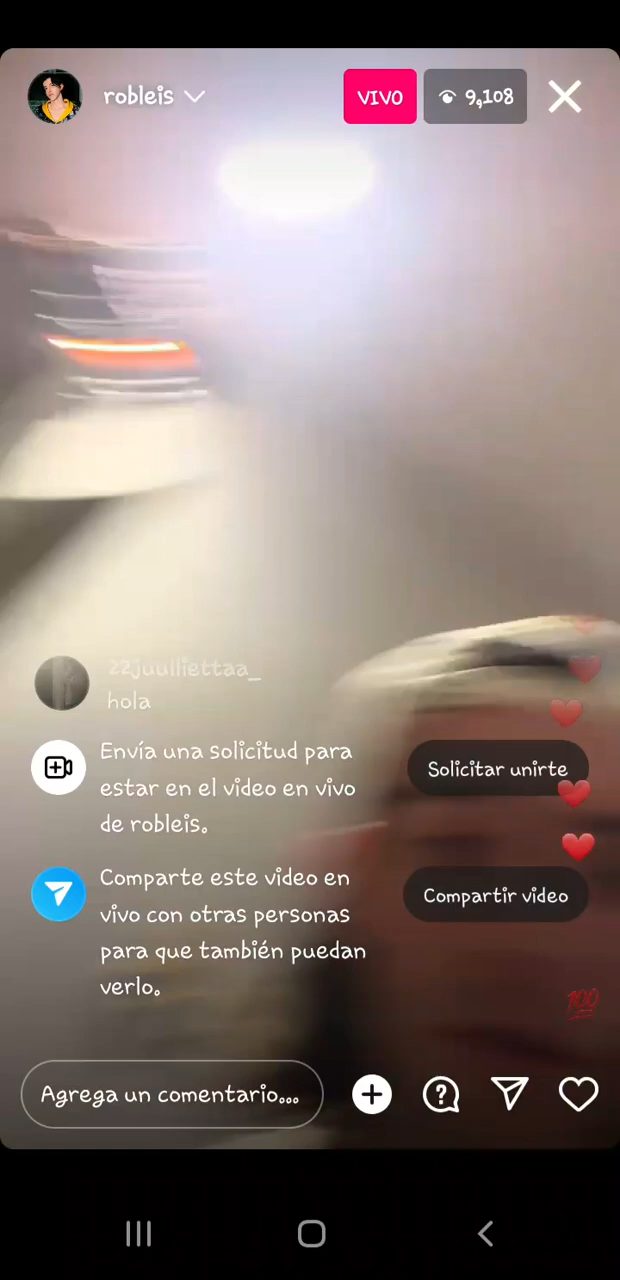 robleis
VIVO
9,108
22juulliettaa_
hola
Envía una solicitud para
estar en el video en vivo
de robleis.
Solicitar unirte
Comparte este video en
vivo con otras personas
para que también puedan
verlo.
Compartir video
💯
Agrega un comentario...